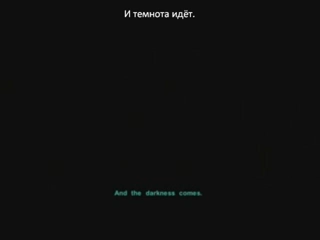 И темнота идёт.
And the darkness comes.